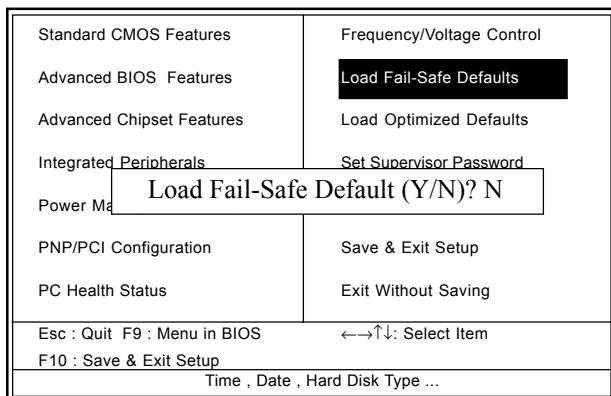 Standard CMOS Features
Frequency/Voltage Control
Advanced BIOS Features
Load Fail-Safe Defaults
Advanced Chipset Features
Load Optimized Defaults
Integrated Peripherals
Set Supervisor Password
Load Fail-Safe Default (Y/N)? N
Power
PNP/PCI Configuration
Save & Exit Setup
PC Health Status
Exit Without Saving
Esc : Quit F9 : Menu in BIOS
←→↑↓: Select Item
F10 : Save & Exit Setup
Time , Date , Hard Disk Type ...